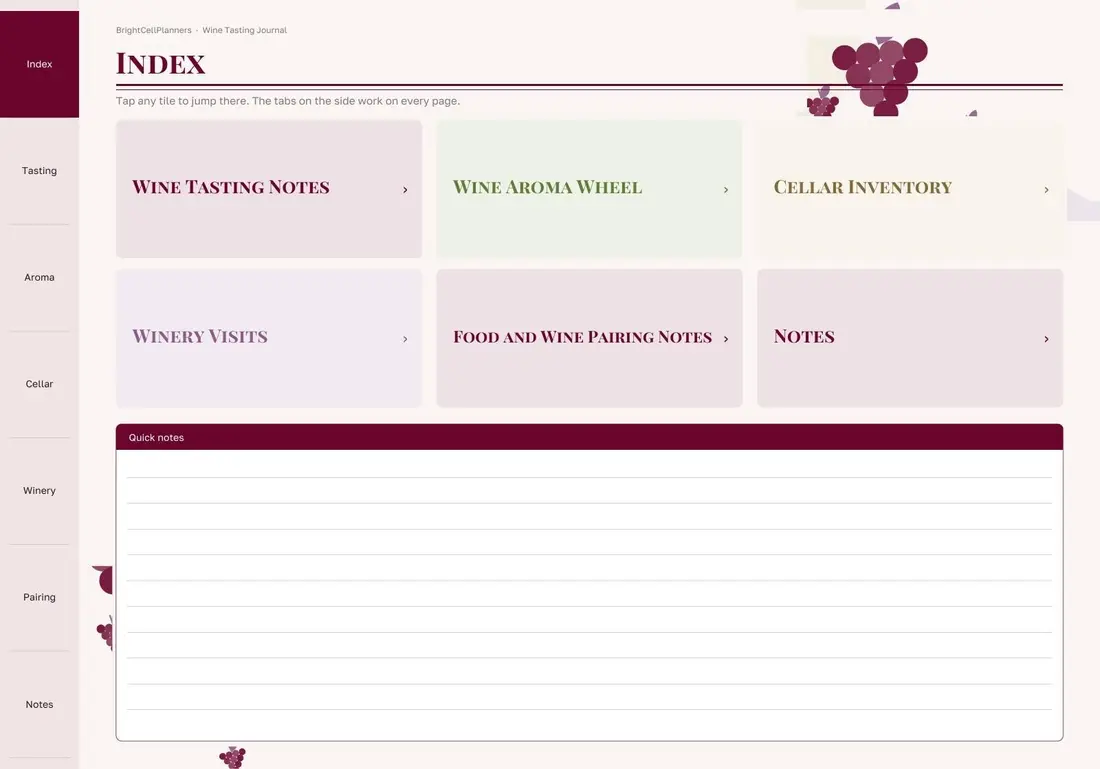 BrightCellPlanners · Wine Tasting Journal
Index
Tap any tile to jump there. The tabs on the side work on every page.
Index
Tasting
Aroma
Cellar
Winery
Pairing
Notes
Wine Tasting Notes ›
Wine Aroma Wheel ›
Cellar Inventory ›
Winery Visits ›
Food and Wine Pairing Notes ›
Notes ›
Quick notes